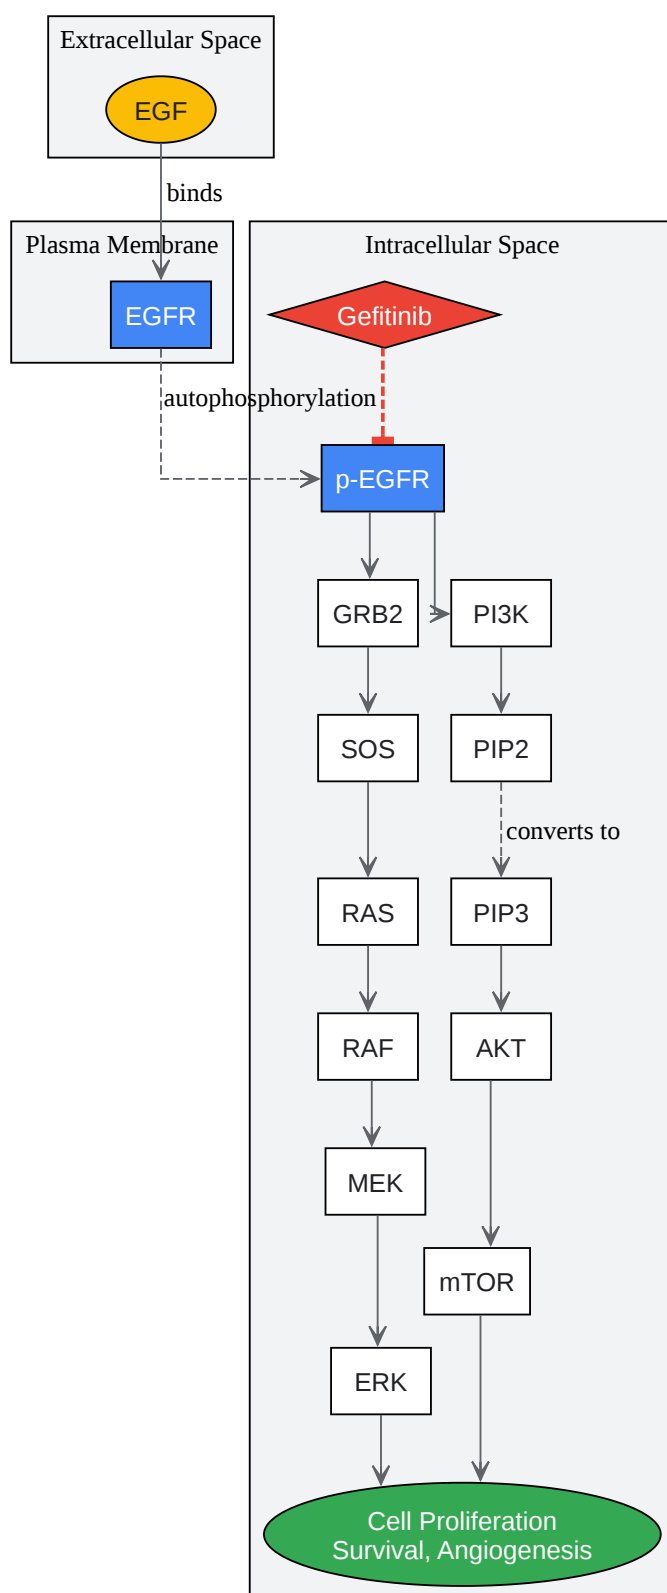 Extracellular Space
EGF
binds
Plasma Membrane
Intracellular Space
EGFR
Gefitinib
autophosphorylation
p-EGFR
GRB2
PI3K
SOS
PIP2
converts to
RAS
PIP3
RAF
AKT
MEK
mTOR
ERK
Cell Proliferation
Survival, Angiogenesis